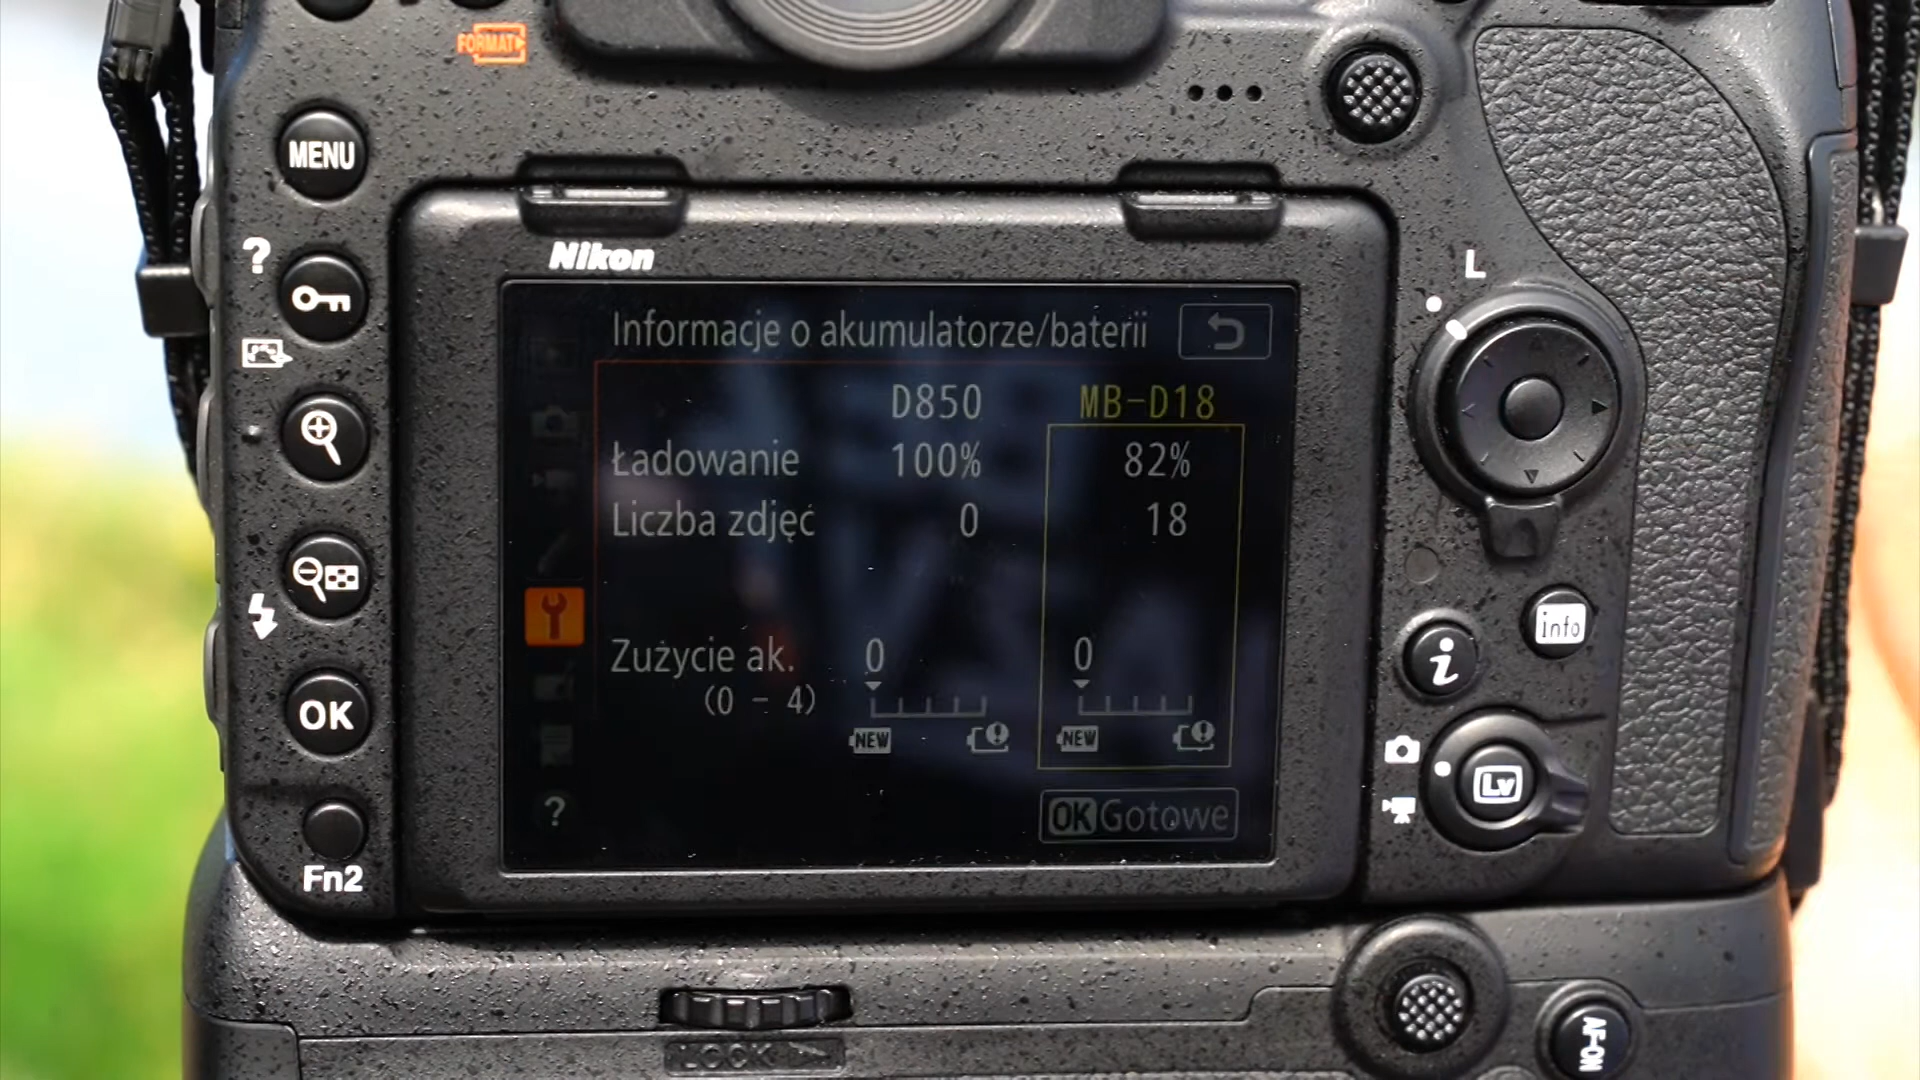 FORMAT
MENU
?
Nikon
L
Informacje o akumulatorze/baterii
D850 MB-D18
Ładowanie 100% 82%
Liczba zdjęć 0 18
Zużycie ak. 0 0
(0 - 4)
NEW NEW
?
OK Gotowe
info
i
OK
Lv
Fn2
LOCK
AF-ON